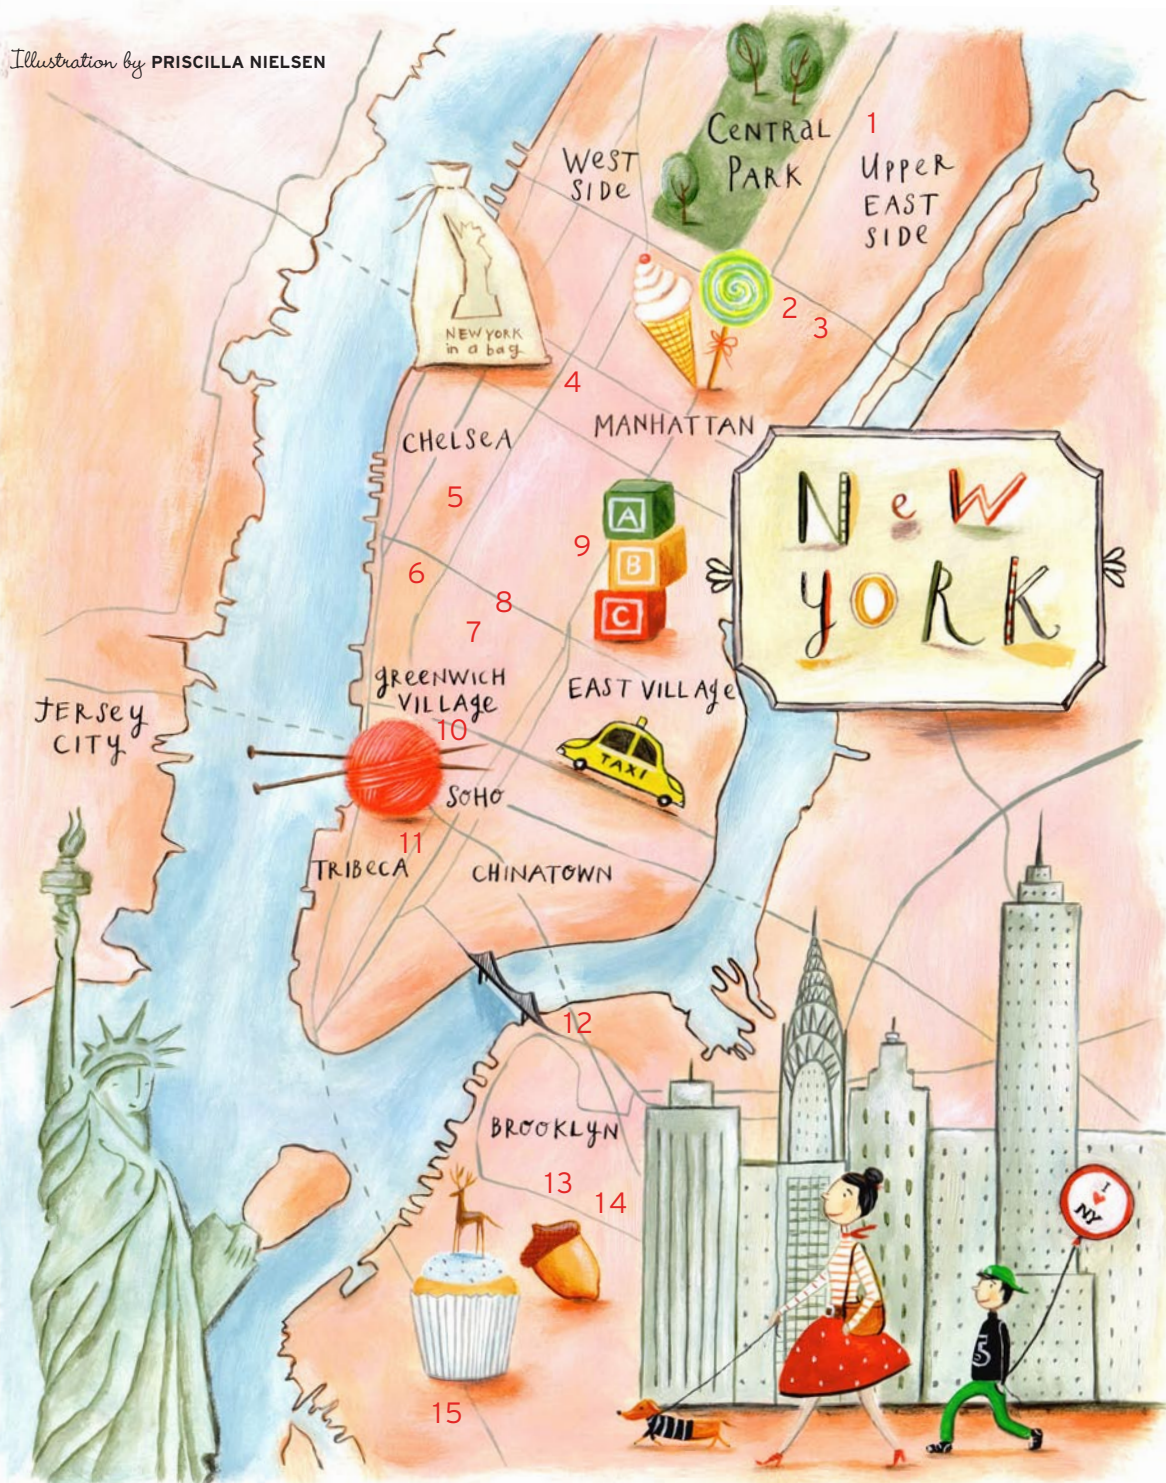 Illustration by PRISCILLA NIELSEN
CENTRAL
PARK
1
WEST
SIDE
UPPER
EAST
SIDE
2
3
NEW YORK
in a bag
4
MANHATTAN
CHELSEA
5
NeW
YORK
A
9
B
6
8
C
7
GREENWICH
VILLAGE
EAST VILLAGE
10
JERSEY
CITY
TAXI
SOHO
11
TRIBECA
CHINATOWN
12
BROOKLYN
13
14
I
NY
5
15